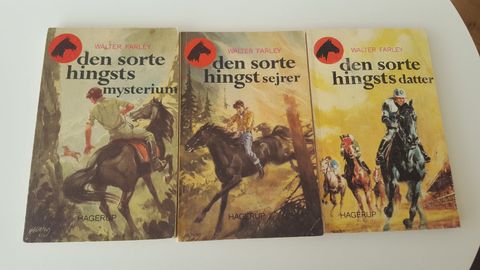 WALTER FARLEY
den sorte
hingsts
mysterium
HAGERUP
WALTER FARLEY
den sorte
hingst sejrer
HAGERUP
WALTER FARLEY
den sorte
hingsts datter
HAGERUP